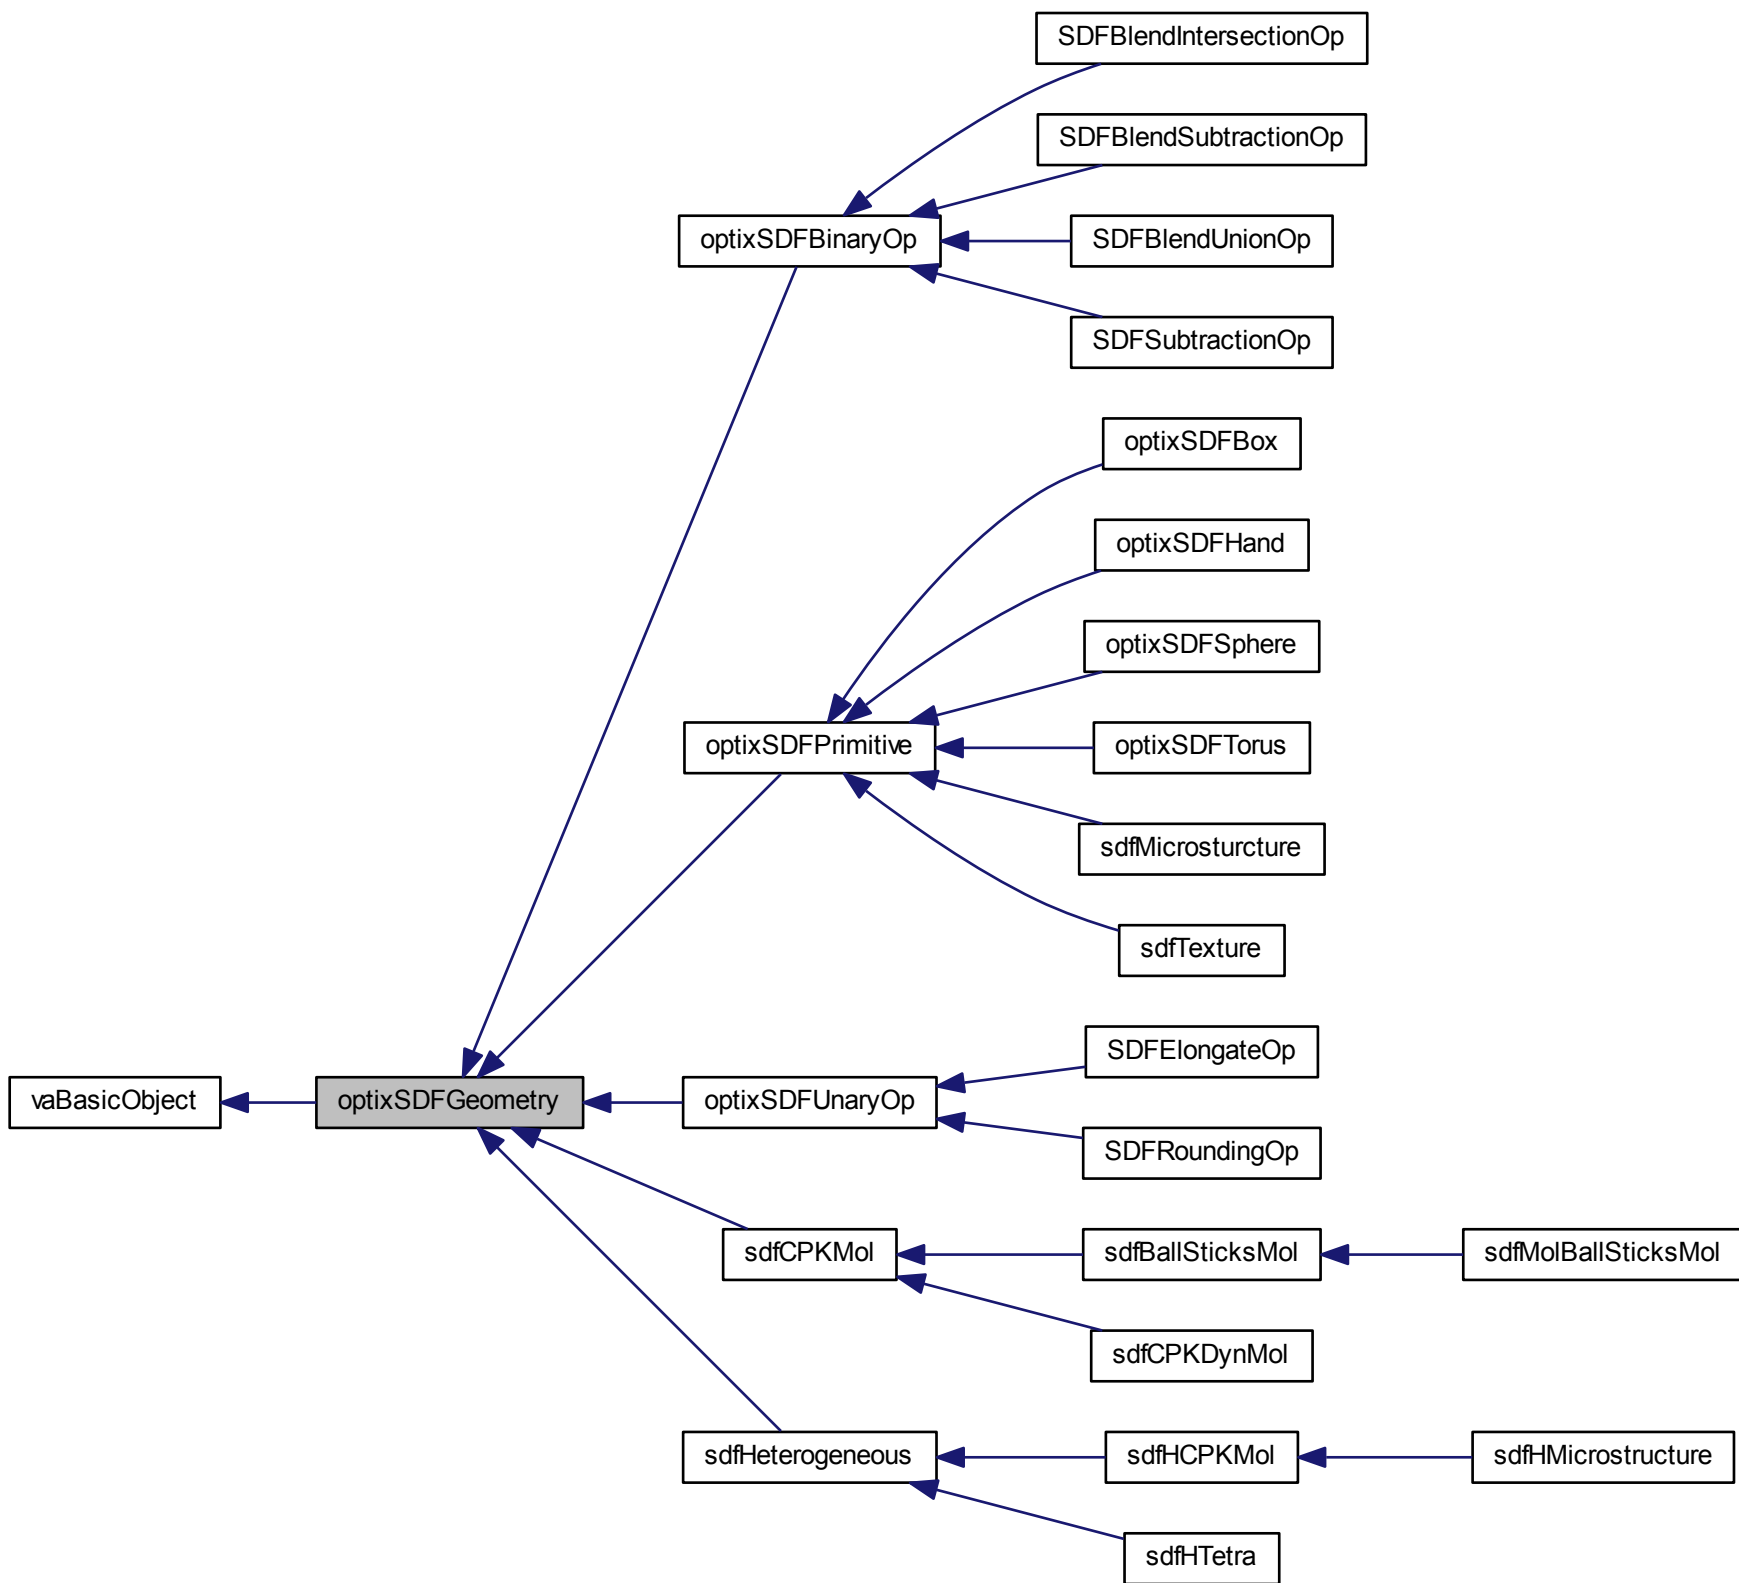 SDFBlendIntersectionOp
SDFBlendSubtractionOp
optixSDFBinaryOp
SDFBlendUnionOp
SDFSubtractionOp
optixSDFBox
optixSDFHand
optixSDFSphere
optixSDFPrimitive
optixSDFTorus
sdfMicrosturcture
sdfTexture
SDFElongateOp
vaBasicObject
optixSDFGeometry
optixSDFUnaryOp
SDFRoundingOp
sdfCPKMol
sdfBallSticksMol
sdfMolBallSticksMol
sdfCPKDynMol
sdfHeterogeneous
sdfHCPKMol
sdfHMicrostructure
sdfHTetra